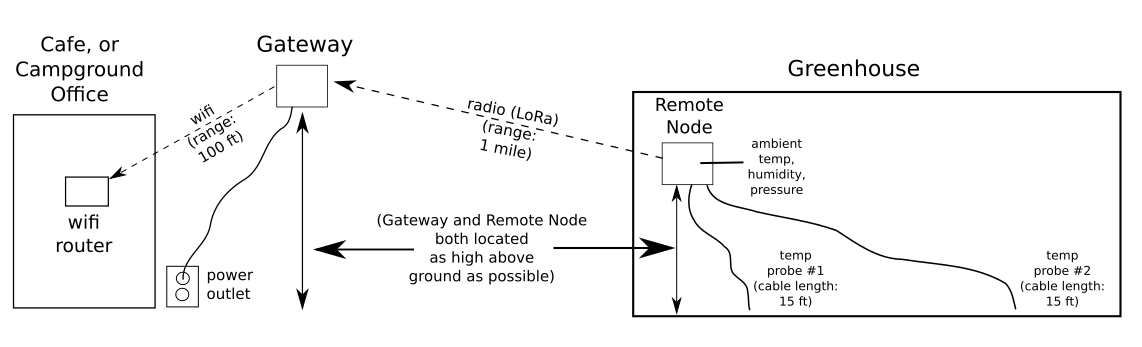 Cafe, or
Campground
Office
wifi
router
Gateway
wifi
(range:
100 ft)
power
outlet
radio (LoRa)
(range:
1 mile)
(Gateway and Remote Node
both located
as high above
ground as possible)
Greenhouse
Remote
Node
ambient
temp,
humidity,
pressure
temp
probe #1
(cable length:
15 ft)
temp
probe #2
(cable length:
15 ft)